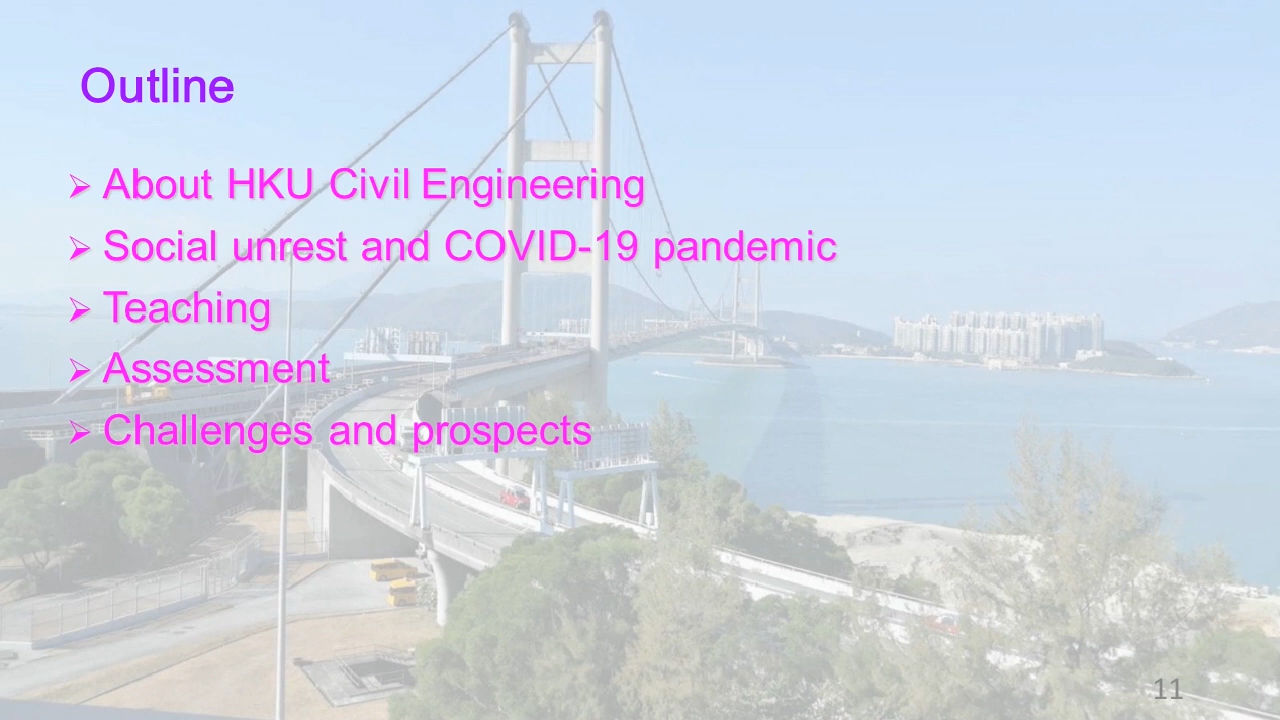 Outline
➢ About HKU Civil Engineering
➢ Social unrest and COVID-19 pandemic
➢ Teaching
➢ Assessment
➢ Challenges and prospects
11